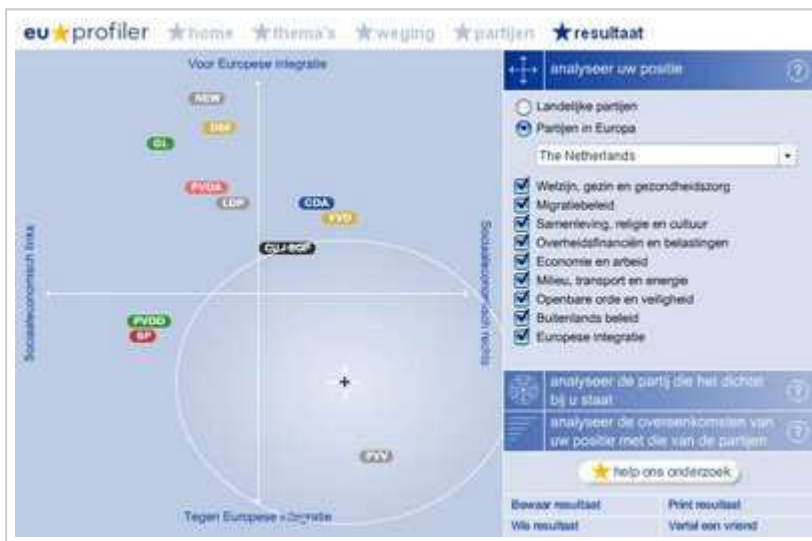 eu profiler home thema's weging partijen resultaat
Voor Europese integratie
NEW
D66
GL
PVDA
LDP
CDA
VVD
CU-SGP
Sociaaleconomisch links
Sociaaleconomisch rechts
PVDD
SP
PVV
Tegen Europese integratie
analyseer uw positie ?
Landelijke partijen
Partijen in Europa
The Netherlands
Welzijn, gezin en gezondheidszorg
Migratiebeleid
Samenleving, religie en cultuur
Overheidsfinanciën en belastingen
Economie en arbeid
Milieu, transport en energie
Openbare orde en veiligheid
Buitenlands beleid
Europese integratie
analyseer de partij die het dichtst
bij u staat ?
analyseer de overeenkomsten van
uw positie met die van de partijen ?
help ons onderzoek
Bewaar resultaat Print resultaat
Wis resultaat Vertel een vriend